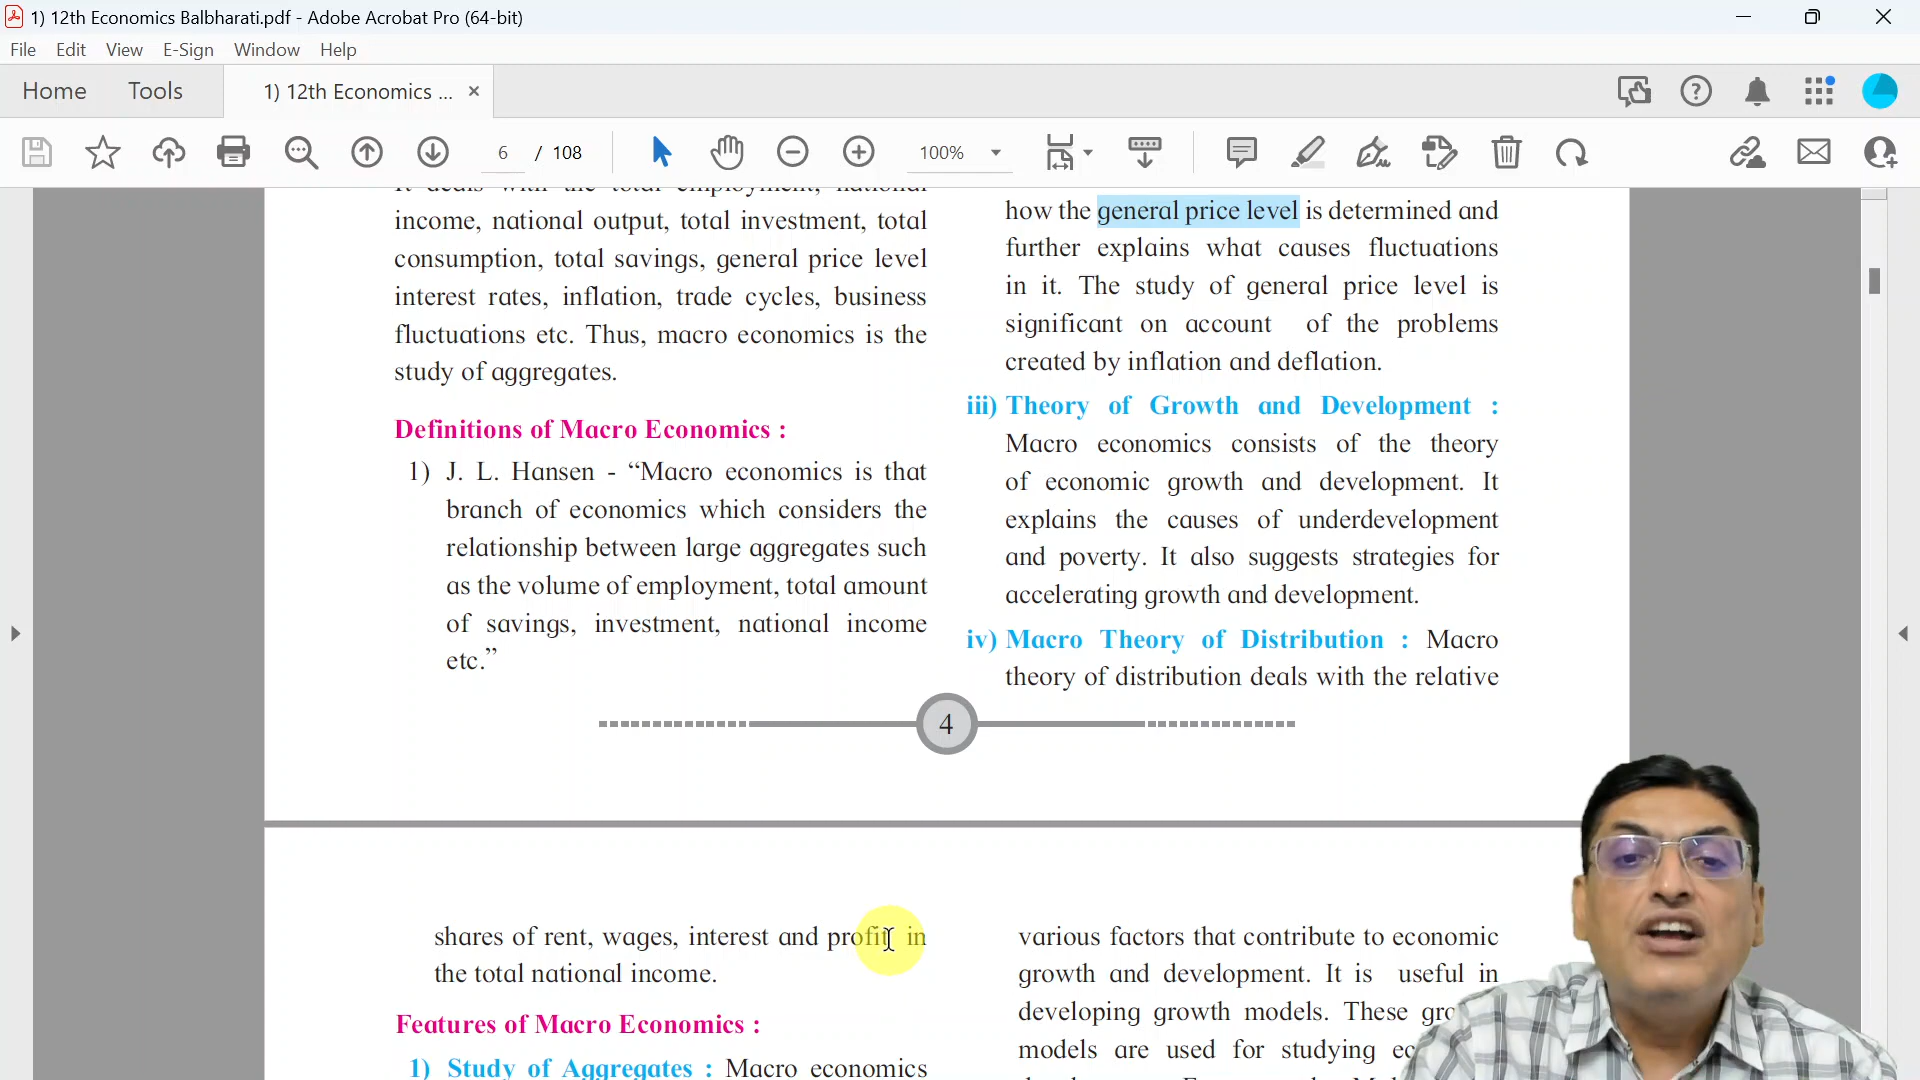 1) 12th Economics Balbharati.pdf - Adobe Acrobat Pro (64-bit)
File Edit View E-Sign Window Help
Home Tools 1) 12th Economics ... ×
6 / 108 100%
It deals with the total employment, national
income, national output, total investment, total
consumption, total savings, general price level
interest rates, inflation, trade cycles, business
fluctuations etc. Thus, macro economics is the
study of aggregates.
Definitions of Macro Economics :
1) J. L. Hansen - “Macro economics is that
branch of economics which considers the
relationship between large aggregates such
as the volume of employment, total amount
of savings, investment, national income
etc.”
how the general price level is determined and
further explains what causes fluctuations
in it. The study of general price level is
significant on account of the problems
created by inflation and deflation.
iii) Theory of Growth and Development :
Macro economics consists of the theory
of economic growth and development. It
explains the causes of underdevelopment
and poverty. It also suggests strategies for
accelerating growth and development.
iv) Macro Theory of Distribution : Macro
theory of distribution deals with the relative
4
shares of rent, wages, interest and profit in
the total national income.
Features of Macro Economics :
1) Study of Aggregates : Macro economics
various factors that contribute to economic
growth and development. It is useful in
developing growth models. These
models are used for studying